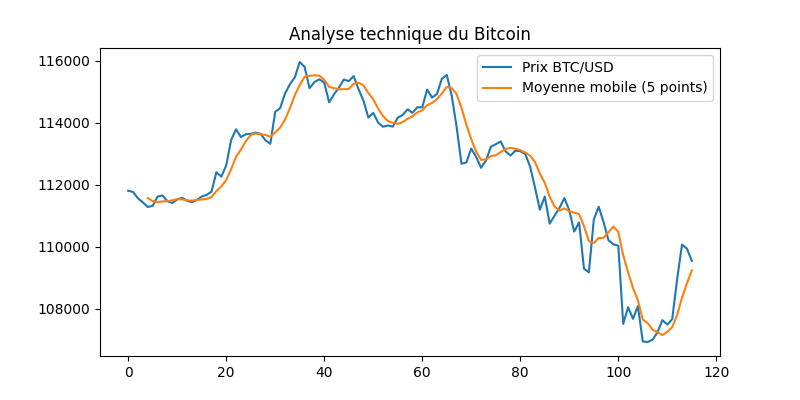 Analyse technique du Bitcoin
Prix BTC/USD
Moyenne mobile (5 points)
116000
114000
112000
110000
108000
0 20 40 60 80 100 120